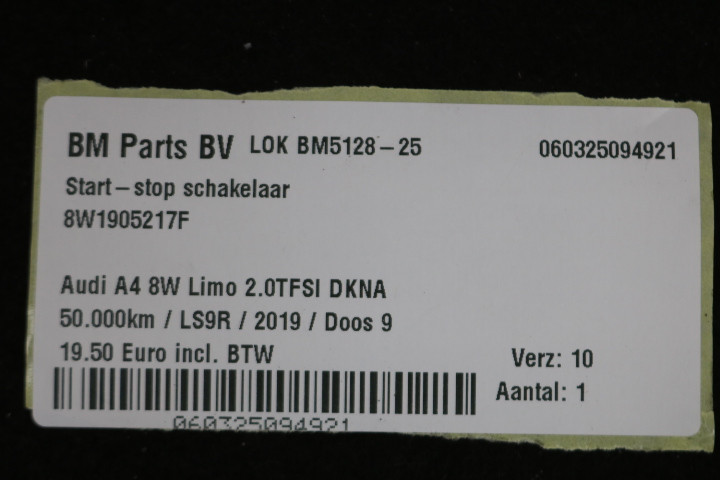 BM Parts BV LOK BM5128-25 060325094921
Start-stop schakelaar
8W1905217F
Audi A4 8W Limo 2.0TFSI DKNA
50.000km / LS9R / 2019 / Doos 9
19.50 Euro incl. BTW Verz: 10
Aantal: 1
060325094921